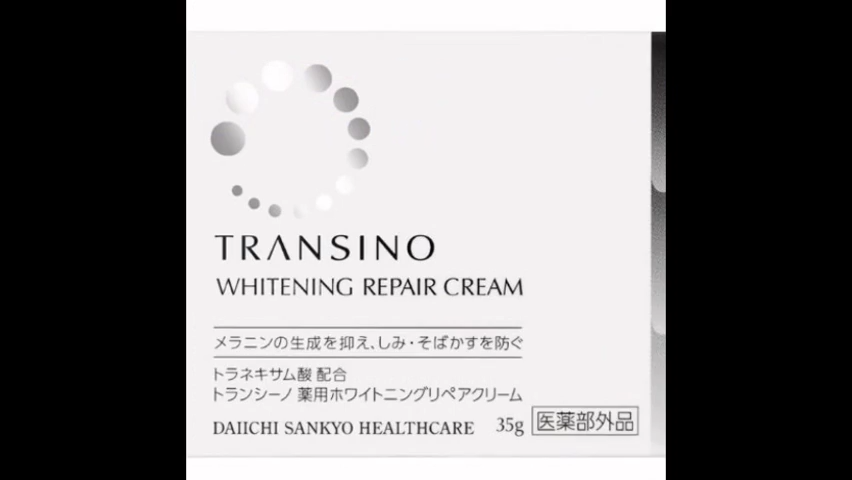 TRANSINO
WHITENING REPAIR CREAM
メラニンの生成を抑え、しみ・そばかすを防ぐ
トラネキサム酸 配合
トランシーノ 薬用ホワイトニングリペアクリーム
DAIICHI SANKYO HEALTHCARE 35g 医薬部外品